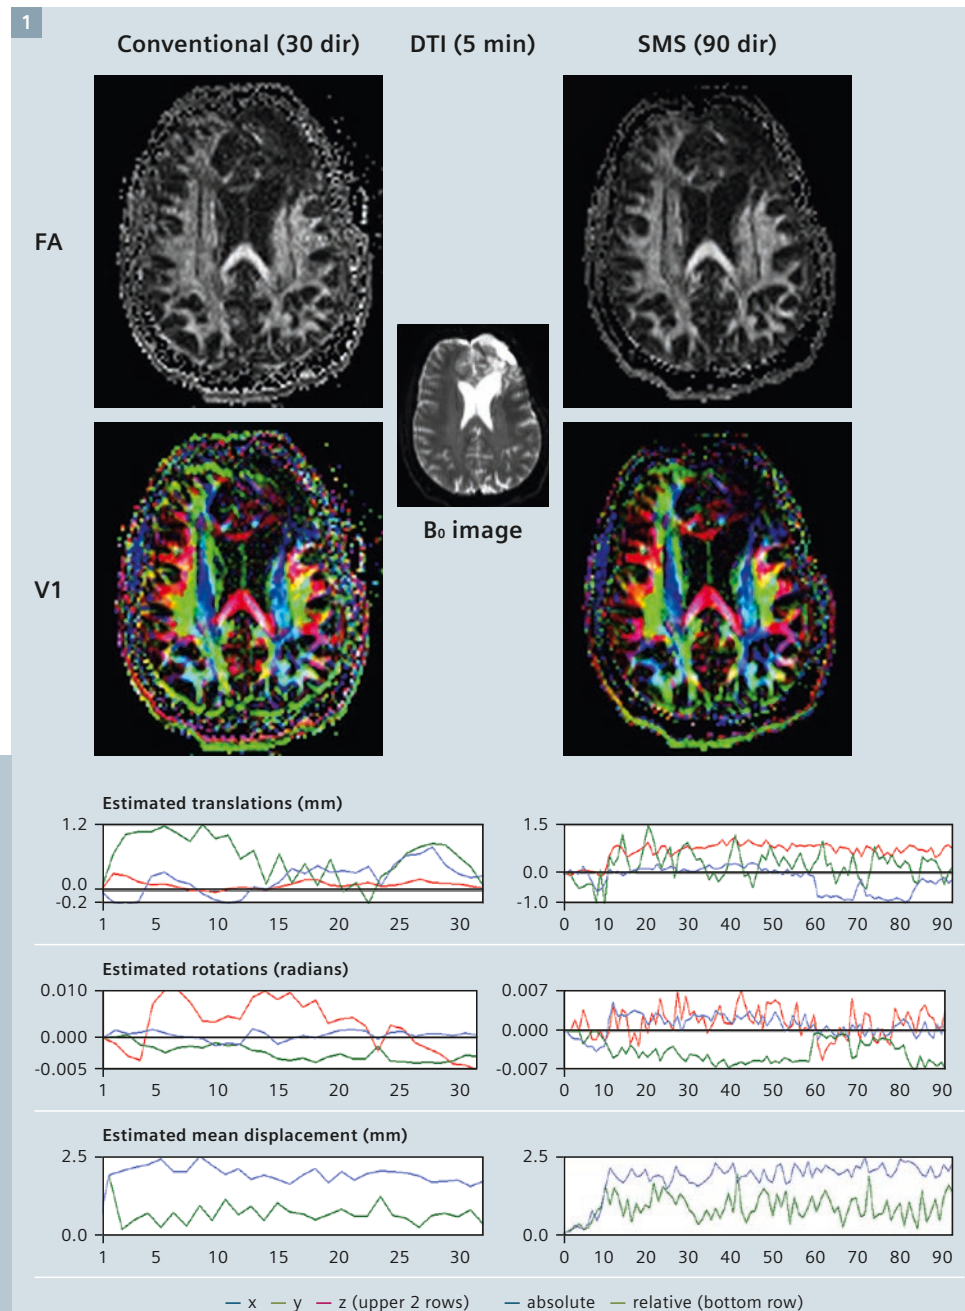 1
Conventional (30 dir) DTI (5 min) SMS (90 dir)
FA
B0 image
V1
Estimated translations (mm)
1.2
0.0
-0.2
1 5 10 15 20 25 30
1.5
0.0
-1.0
0 10 20 30 40 50 60 70 80 90
Estimated rotations (radians)
0.010
0.000
-0.005
1 5 10 15 20 25 30
0.007
0.000
-0.007
0 10 20 30 40 50 60 70 80 90
Estimated mean displacement (mm)
2.5
0.0
1 5 10 15 20 25 30
2.5
0.0
0 10 20 30 40 50 60 70 80 90
x y z (upper 2 rows) absolute relative (bottom row)